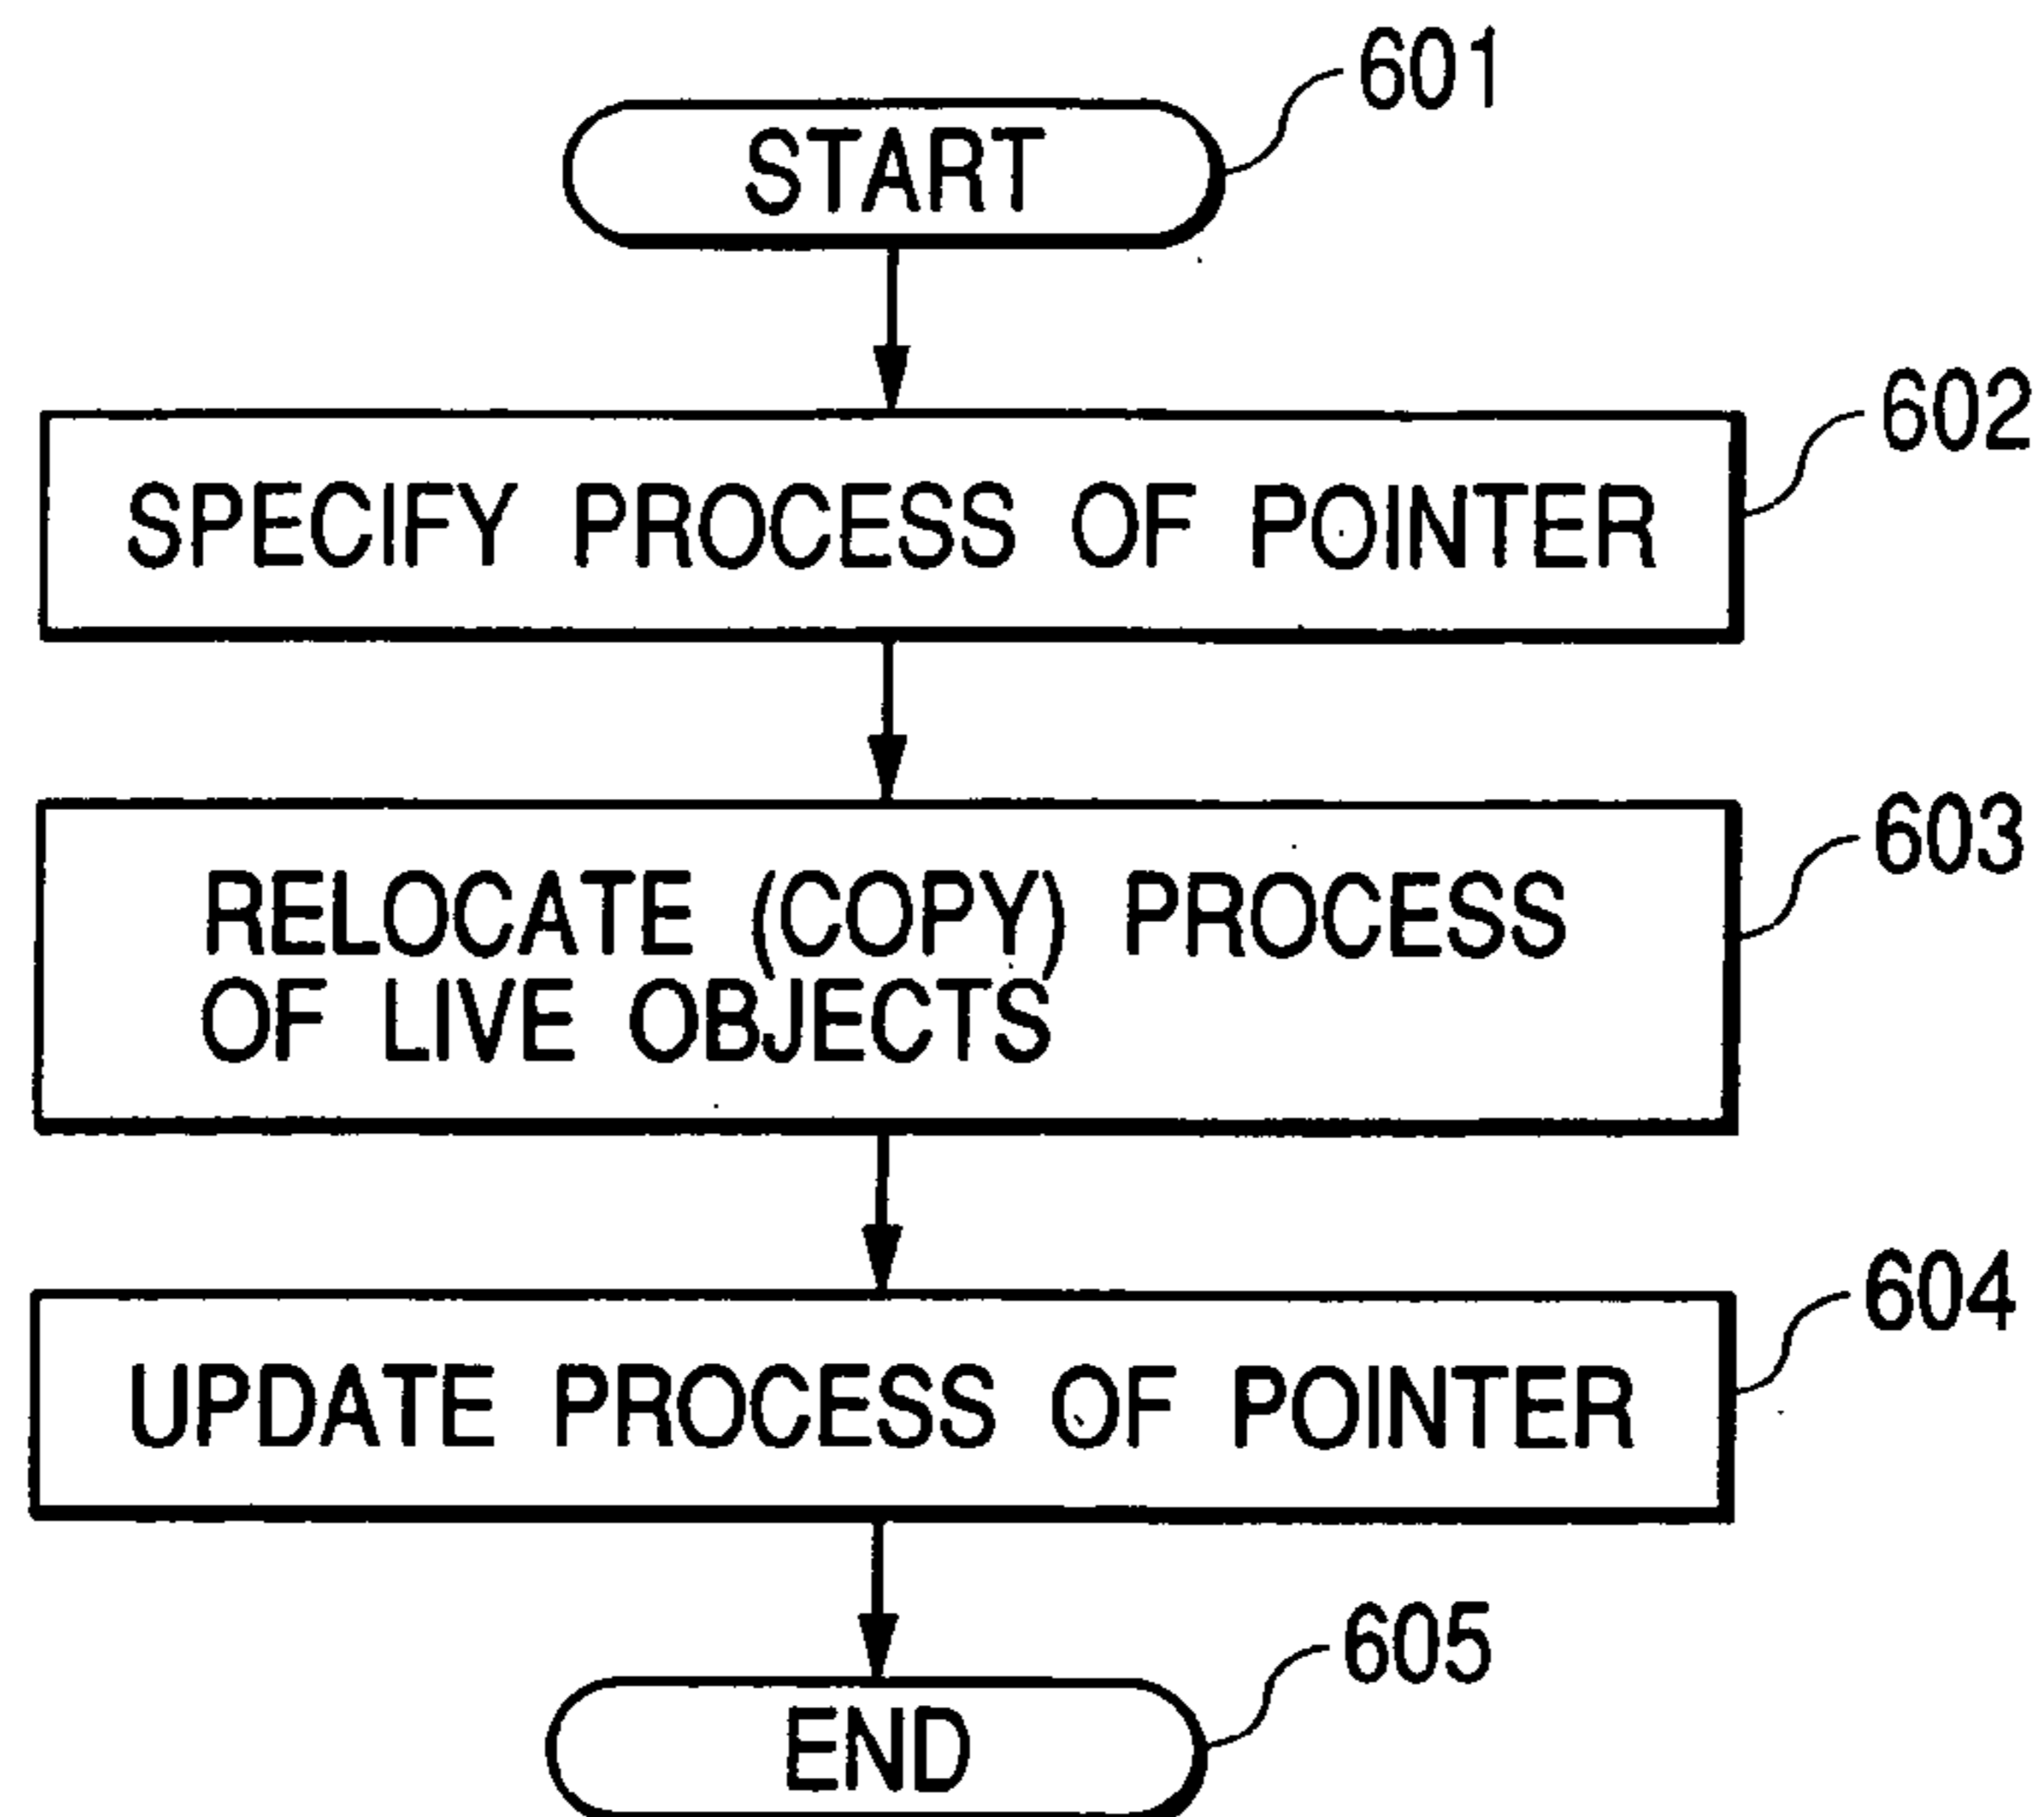 601
START
602
SPECIFY PROCESS OF POINTER
603
RELOCATE (COPY) PROCESS
OF LIVE OBJECTS
604
UPDATE PROCESS OF POINTER
605
END